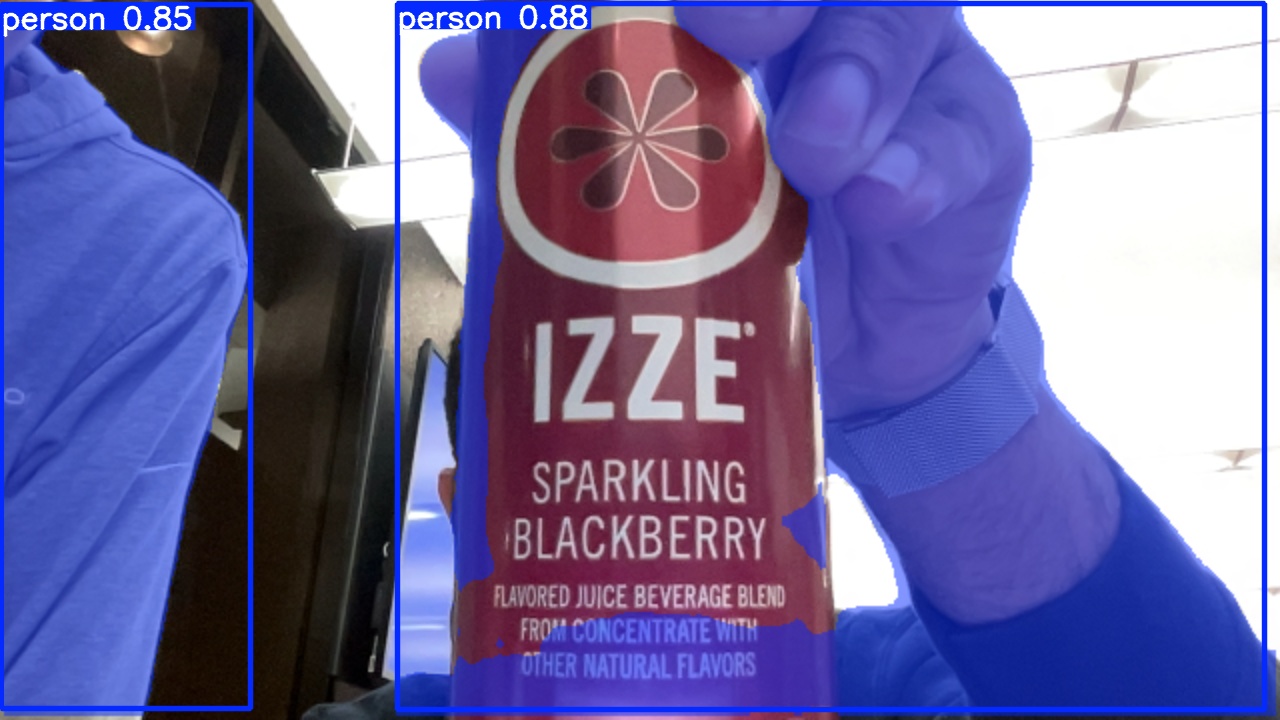 person 0.85
person 0.88
IZZE®
SPARKLING
BLACKBERRY
FLAVORED JUICE BEVERAGE BLEND
FROM CONCENTRATE WITH
OTHER NATURAL FLAVORS